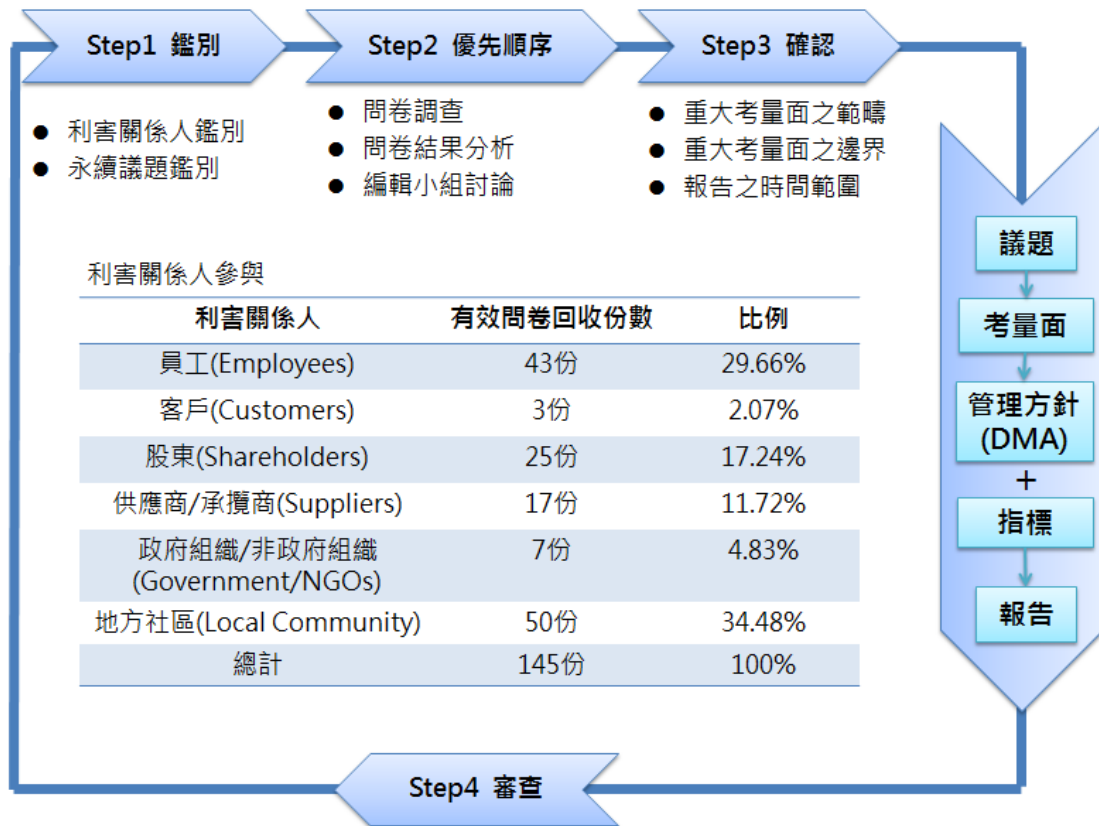 Step1 鑑別
Step2 優先順序
Step3 確認
● 利害關係人鑑別
● 永續議題鑑別
● 問卷調查
● 問卷結果分析
● 編輯小組討論
● 重大考量面之範疇
● 重大考量面之邊界
● 報告之時間範圍
議題
考量面
管理方針
(DMA)
+
指標
報告
利害關係人參與
利害關係人 有效問卷回收份數 比例
員工(Employees) 43份 29.66%
客戶(Customers) 3份 2.07%
股東(Shareholders) 25份 17.24%
供應商/承攬商(Suppliers) 17份 11.72%
政府組織/非政府組織
(Government/NGOs) 7份 4.83%
地方社區(Local Community) 50份 34.48%
總計 145份 100%
Step4 審查